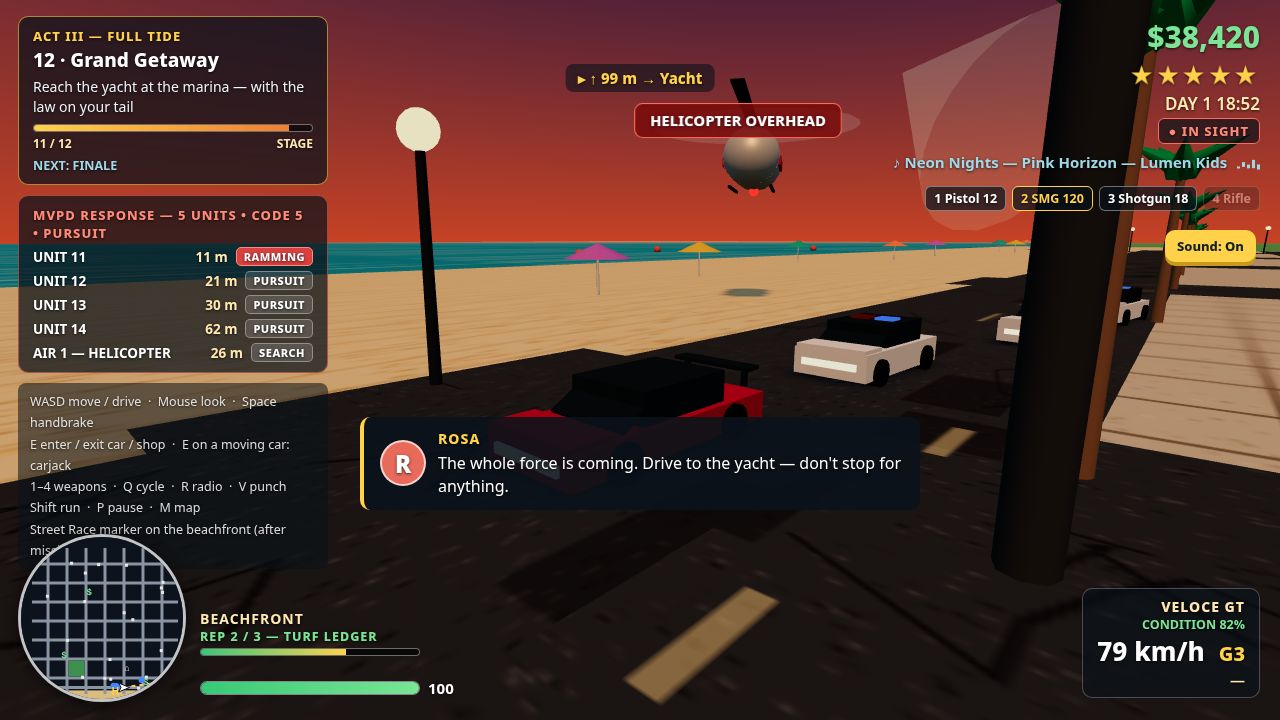 ACT III — FULL TIDE
12 · Grand Getaway
Reach the yacht at the marina — with the
law on your tail
11 / 12 STAGE
NEXT: FINALE
MVPD RESPONSE — 5 UNITS • CODE 5
• PURSUIT
UNIT 11 11 m RAMMING
UNIT 12 21 m PURSUIT
UNIT 13 30 m PURSUIT
UNIT 14 62 m PURSUIT
AIR 1 — HELICOPTER 26 m SEARCH
WASD move / drive · Mouse look · Space
handbrake
E enter / exit car / shop · E on a moving car:
carjack
1–4 weapons · Q cycle · R radio · V punch
Shift run · P pause · M map
Street Race marker on the beachfront (after
▸ ↑ 99 m → Yacht
HELICOPTER OVERHEAD
$38,420
★★★★★
DAY 1 18:52
● IN SIGHT
♪ Neon Nights — Pink Horizon — Lumen Kids
1 Pistol 12 2 SMG 120 3 Shotgun 18 4 Rifle
Sound: On
R
ROSA
The whole force is coming. Drive to the yacht — don't stop for
anything.
$
$
BEACHFRONT
REP 2 / 3 — TURF LEDGER
100
VELOCE GT
CONDITION 82%
79 km/h G3
—